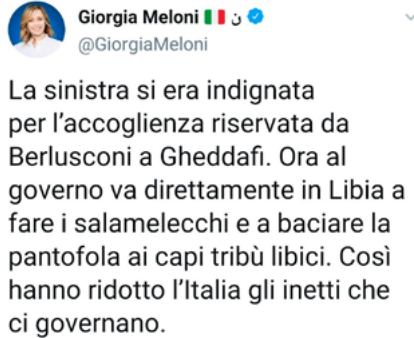 Giorgia Meloni 🇮🇹 ن
@GiorgiaMeloni
La sinistra si era indignata
per l'accoglienza riservata da
Berlusconi a Gheddafi. Ora al
governo va direttamente in Libia a
fare i salamelecchi e a baciare la
pantofola ai capi tribù libici. Così
hanno ridotto l'Italia gli inetti che
ci governano.